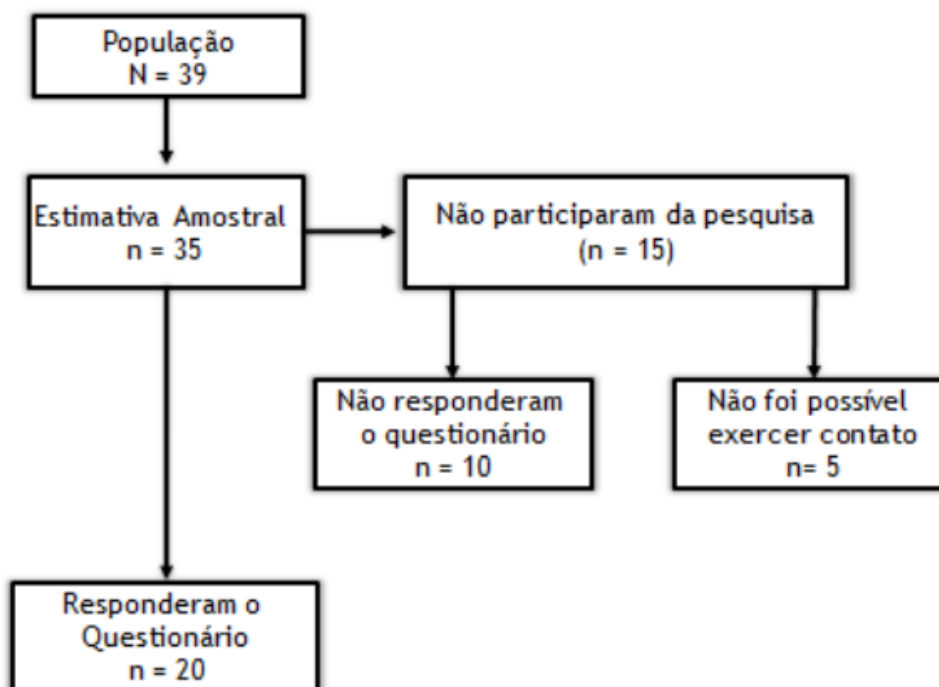 População
N = 39
Estimativa Amostral
n = 35
Não participaram da pesquisa
(n = 15)
Não responderam
o questionário
n = 10
Não foi possível
exercer contato
n= 5
Responderam o
Questionário
n = 20